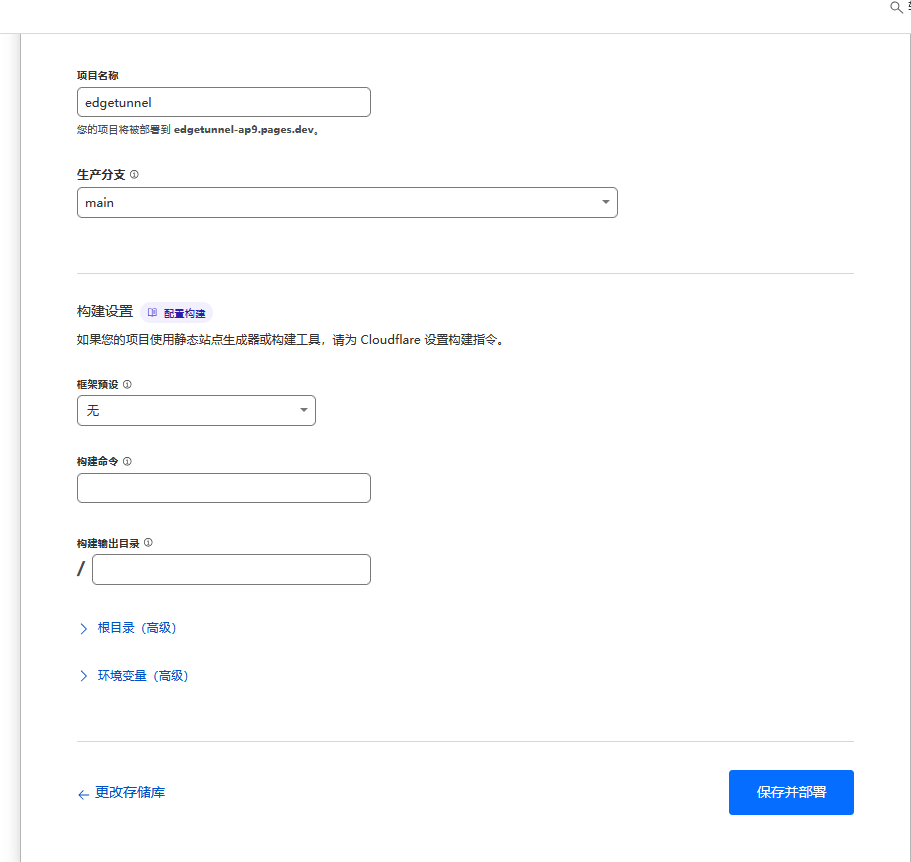 项目名称
edgetunnel
您的项目将被部署到 edgetunnel-ap9.pages.dev。
生产分支
main
构建设置 配置构建
如果您的项目使用静态站点生成器或构建工具，请为 Cloudflare 设置构建指令。
框架预设
无
构建命令
构建输出目录
/
根目录（高级）
环境变量（高级）
← 更改存储库
保存并部署